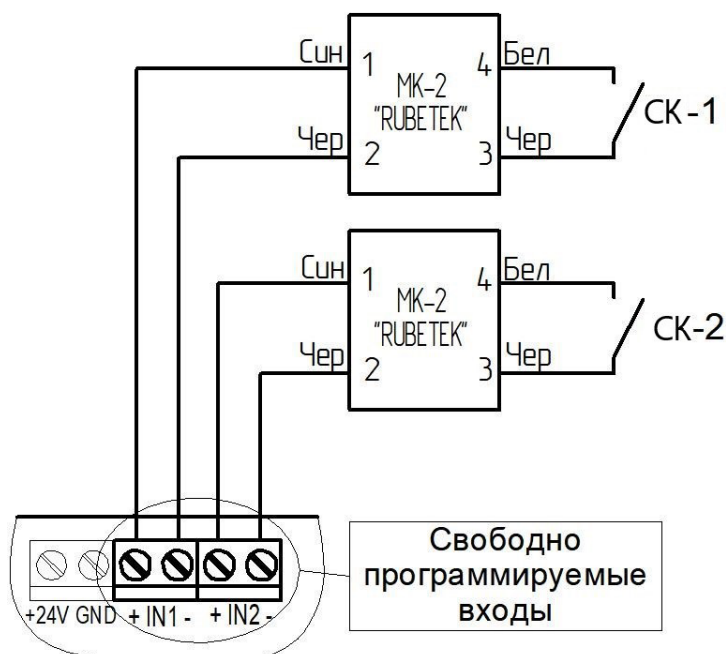 Син 1 4 Бел
МК-2
"RUBETEK"
Чер 2 3 Чер
СК-1
Син 1 4 Бел
МК-2
"RUBETEK"
Чер 2 3 Чер
СК-2
+24V GND + IN1 - + IN2 -
Свободно
программируемые
входы